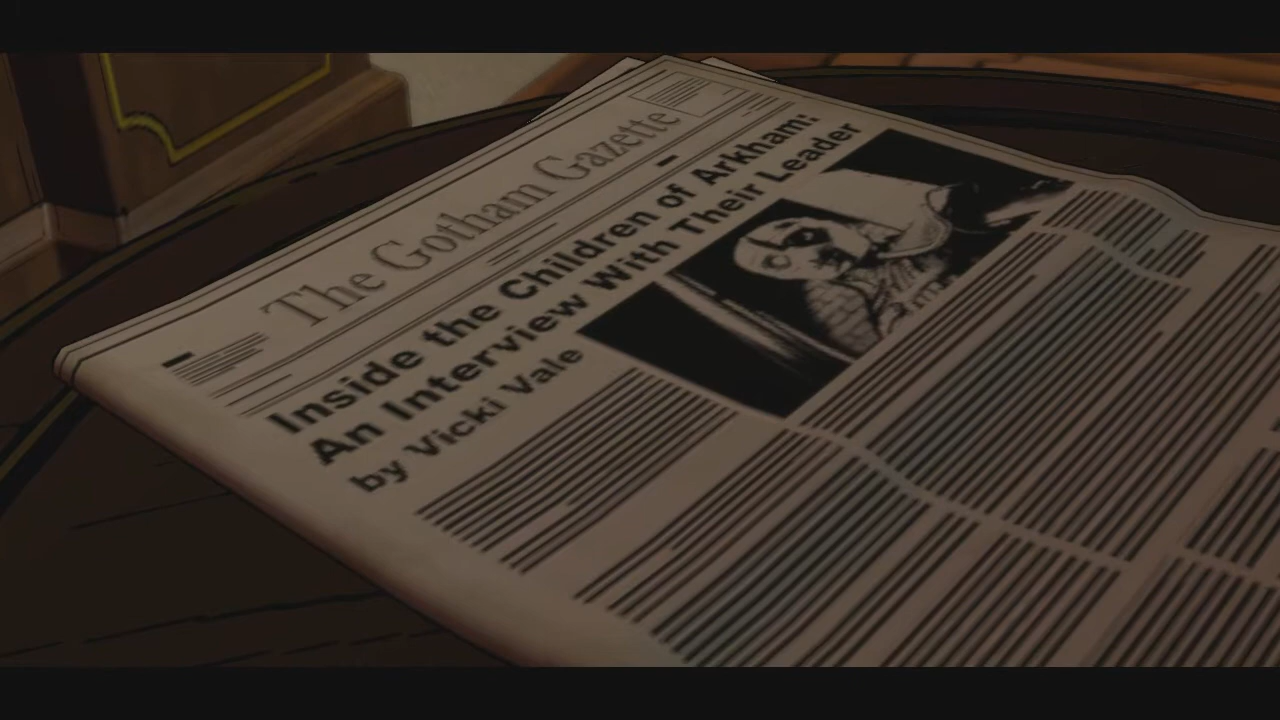 The Gotham Gazette
Inside the Children of Arkham:
An Interview With Their Leader
by Vicki Vale